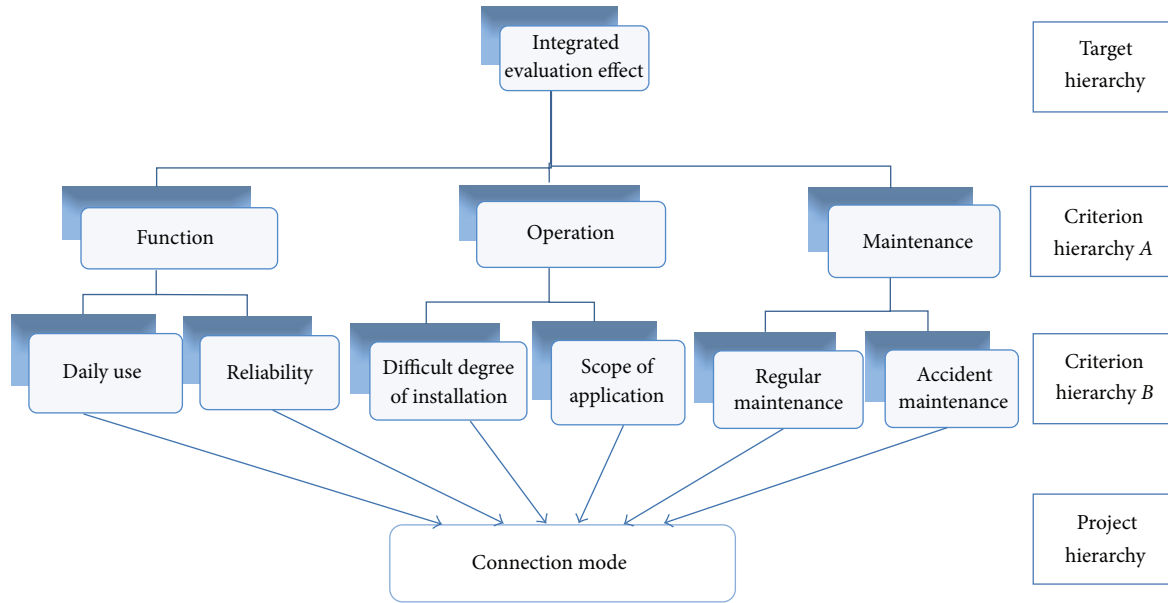 Integrated
evaluation effect
Target
hierarchy
Function
Operation
Maintenance
Criterion
hierarchy A
Daily use
Reliability
Difficult degree
of installation
Scope of
application
Regular
maintenance
Accident
maintenance
Criterion
hierarchy B
Connection mode
Project
hierarchy